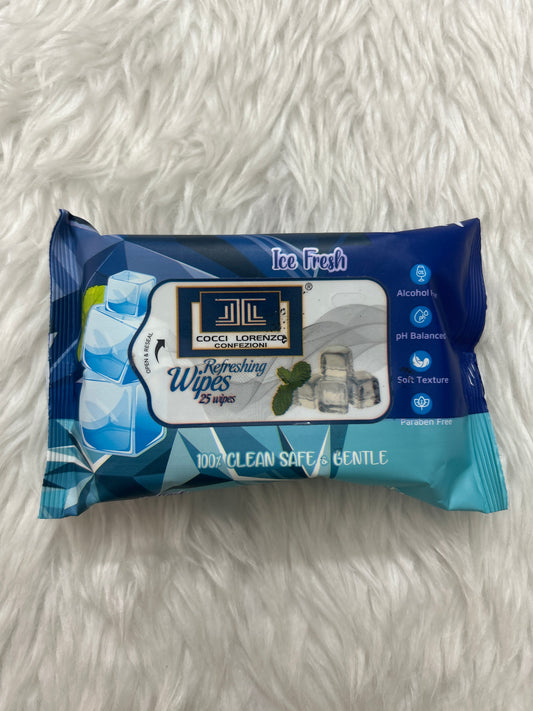 Ice Fresh
®
COCCI LORENZO
CONFEZIONI
OPEN & RESEAL
Refreshing
Wipes
25 wipes
Alcohol
pH Balanced
Soft Texture
Paraben Free
100% CLEAN SAFE & GENTLE